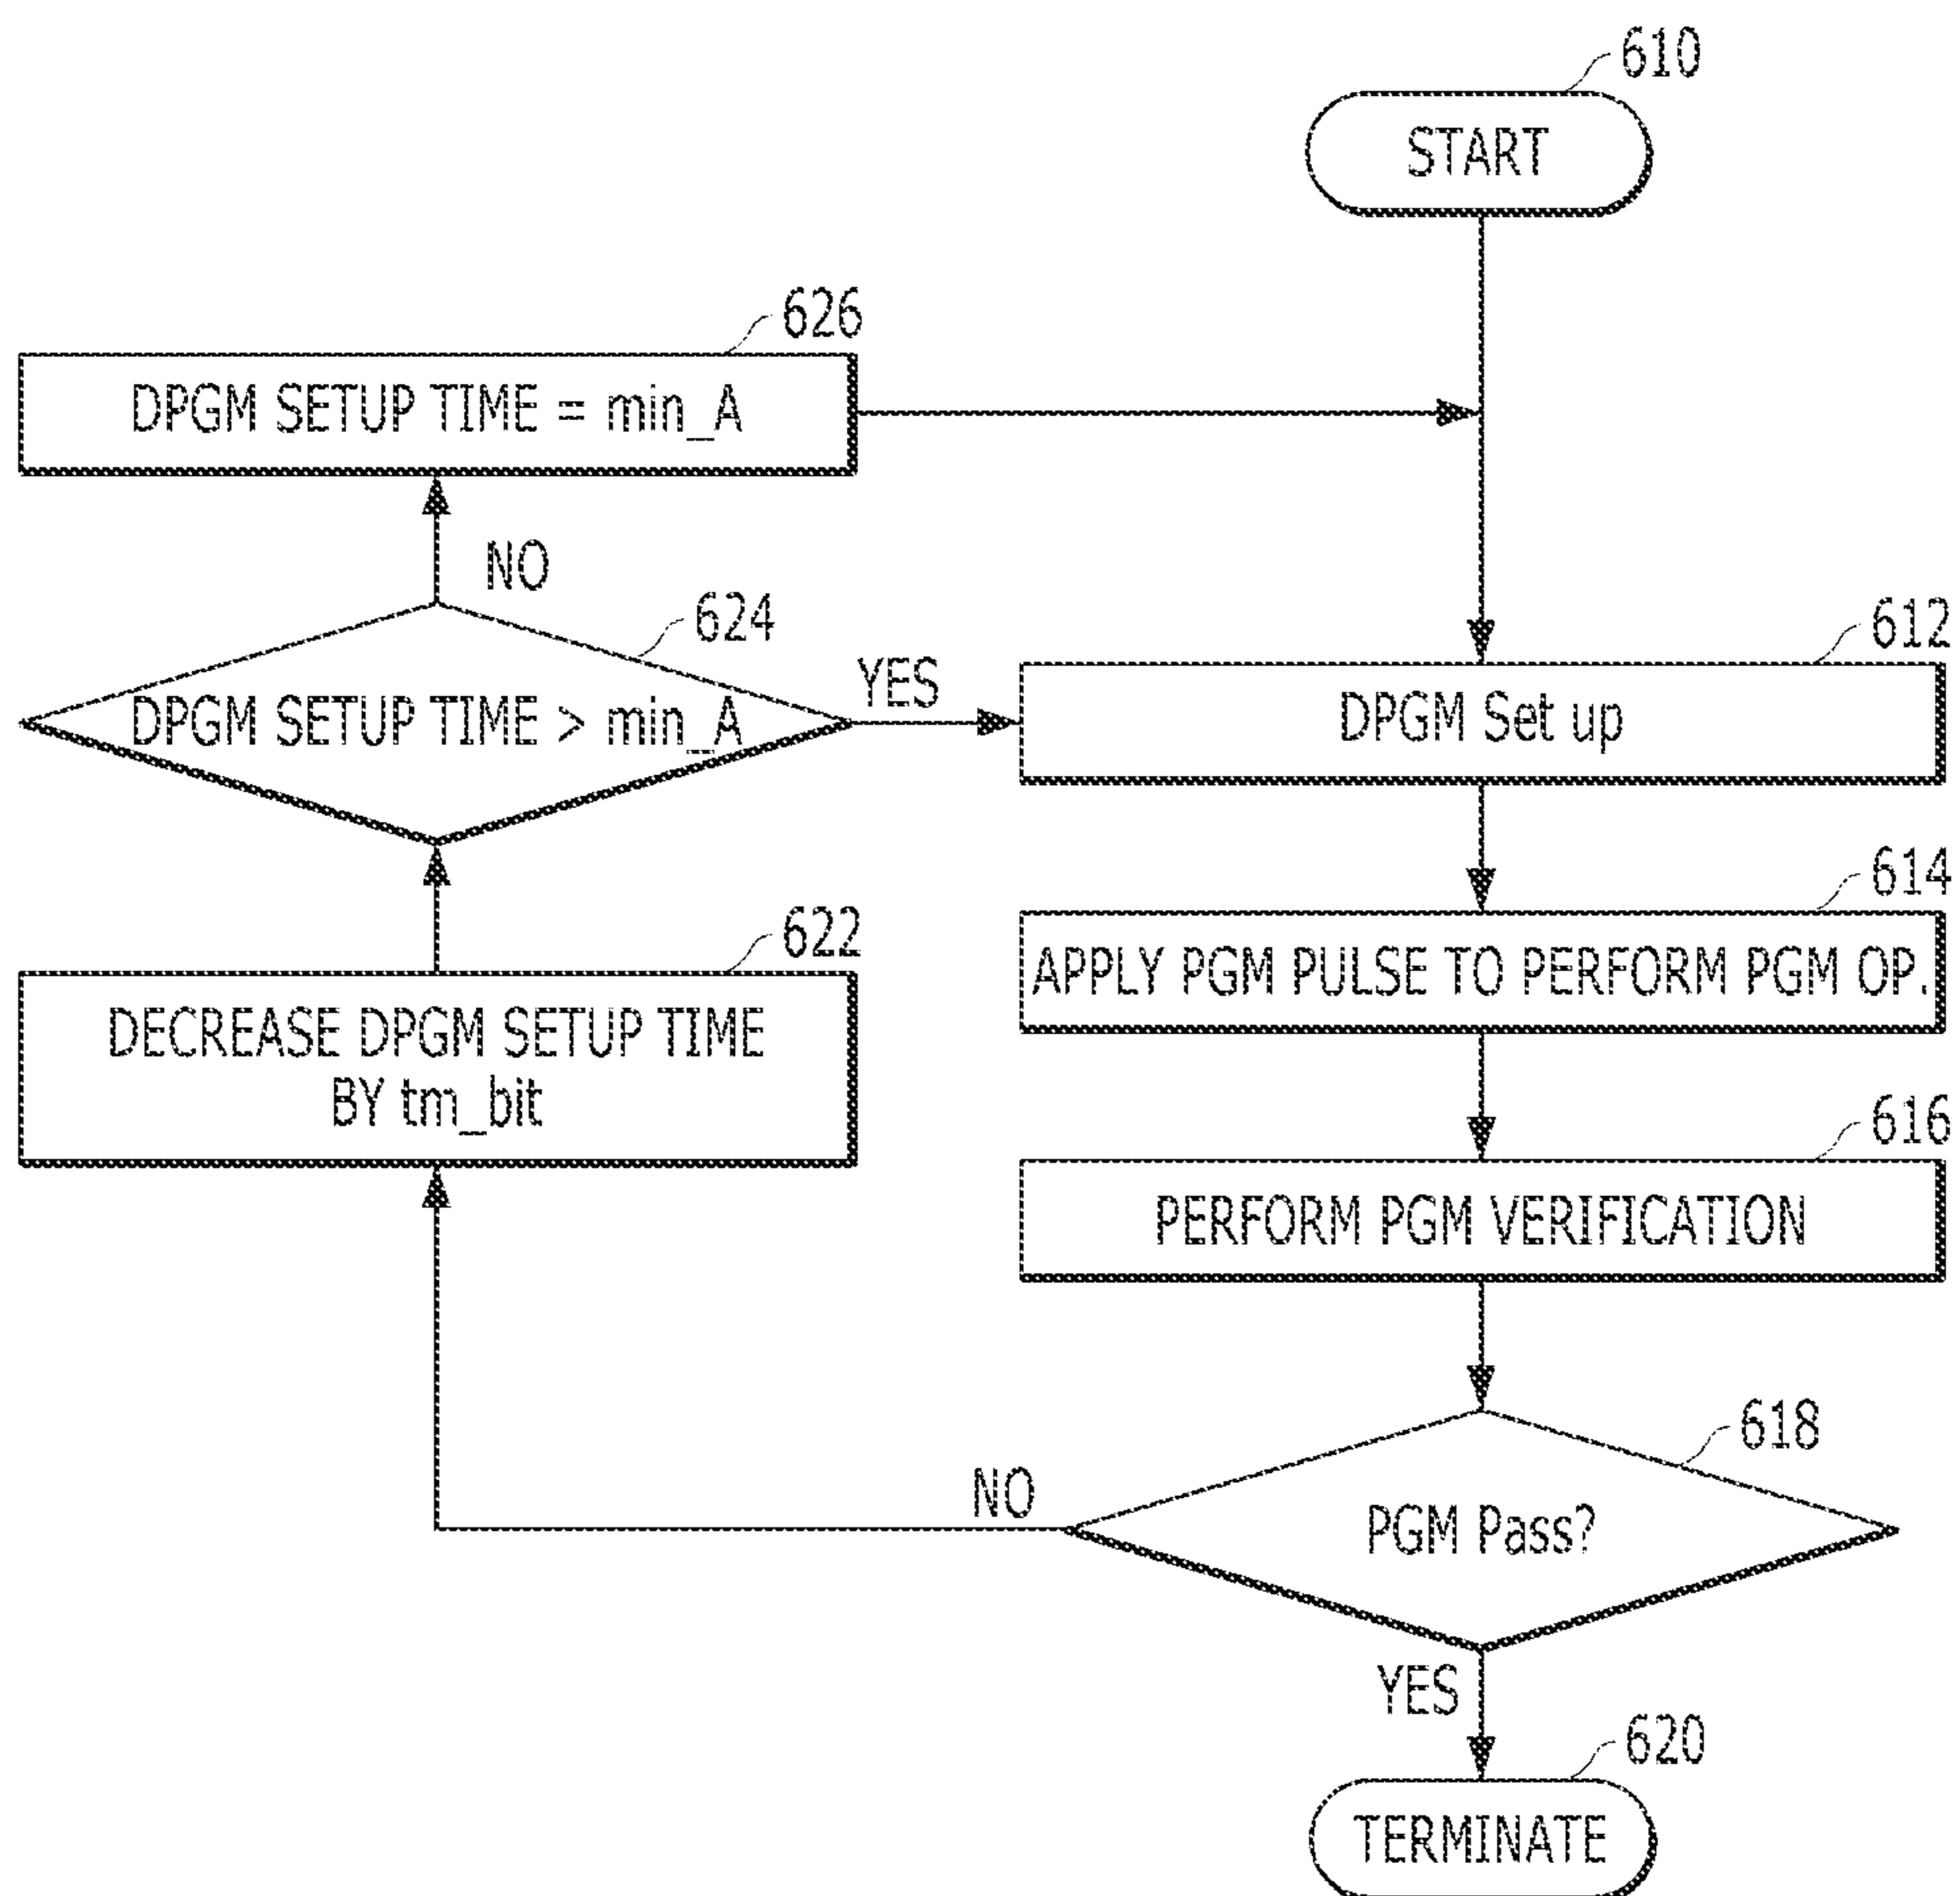 610
START
626
DPGM SETUP TIME = min_A
NO
624
DPGM SETUP TIME > min_A
YES
612
DPGM Set up
614
APPLY PGM PULSE TO PERFORM PGM OP.
622
DECREASE DPGM SETUP TIME
BY tm_bit
616
PERFORM PGM VERIFICATION
618
PGM Pass?
NO
YES
620
TERMINATE